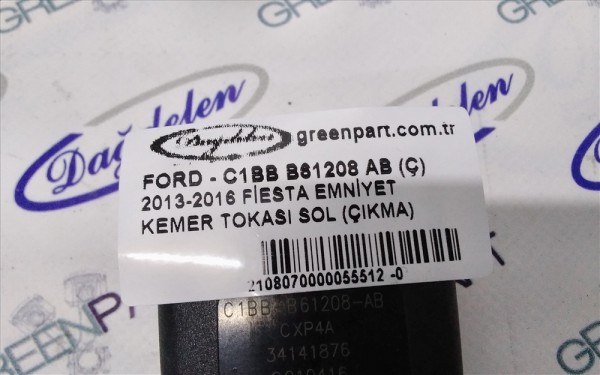 Dağdelen
greenpart.com.tr
FORD - C1BB B61208 AB (Ç)
2013-2016 FİESTA EMNİYET
KEMER TOKASI SOL (ÇIKMA)
2108070000055512 -0
C1BB B61208-AB
CXP4A
34141876